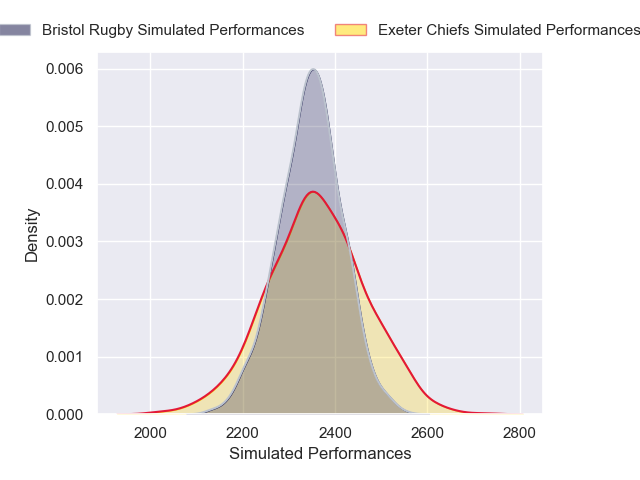 Bristol Rugby Simulated Performances Exeter Chiefs Simulated Performances
0.006
0.005
0.004
0.003
0.002
0.001
0.000
Density
2000 2200 2400 2600 2800
Simulated Performances